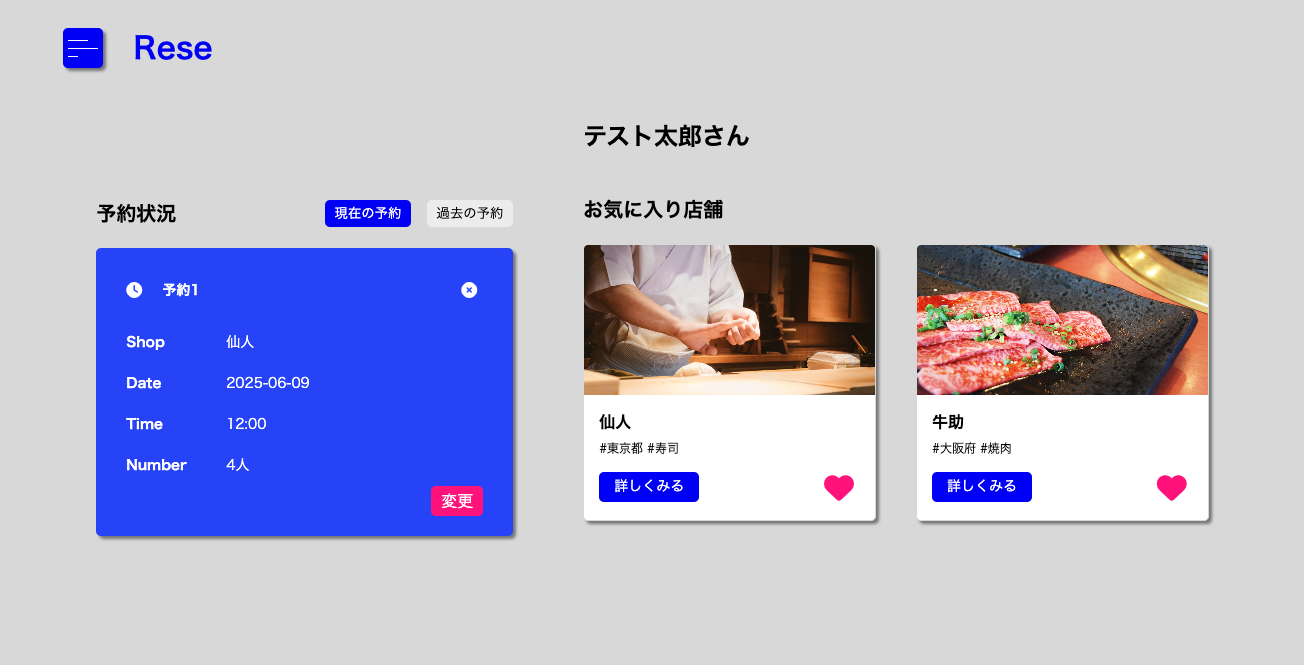 Rese
テスト太郎さん
予約状況
現在の予約
過去の予約
予約1
Shop 仙人
Date 2025-06-09
Time 12:00
Number 4人
変更
お気に入り店舗
仙人
#東京都 #寿司
詳しくみる
牛助
#大阪府 #焼肉
詳しくみる